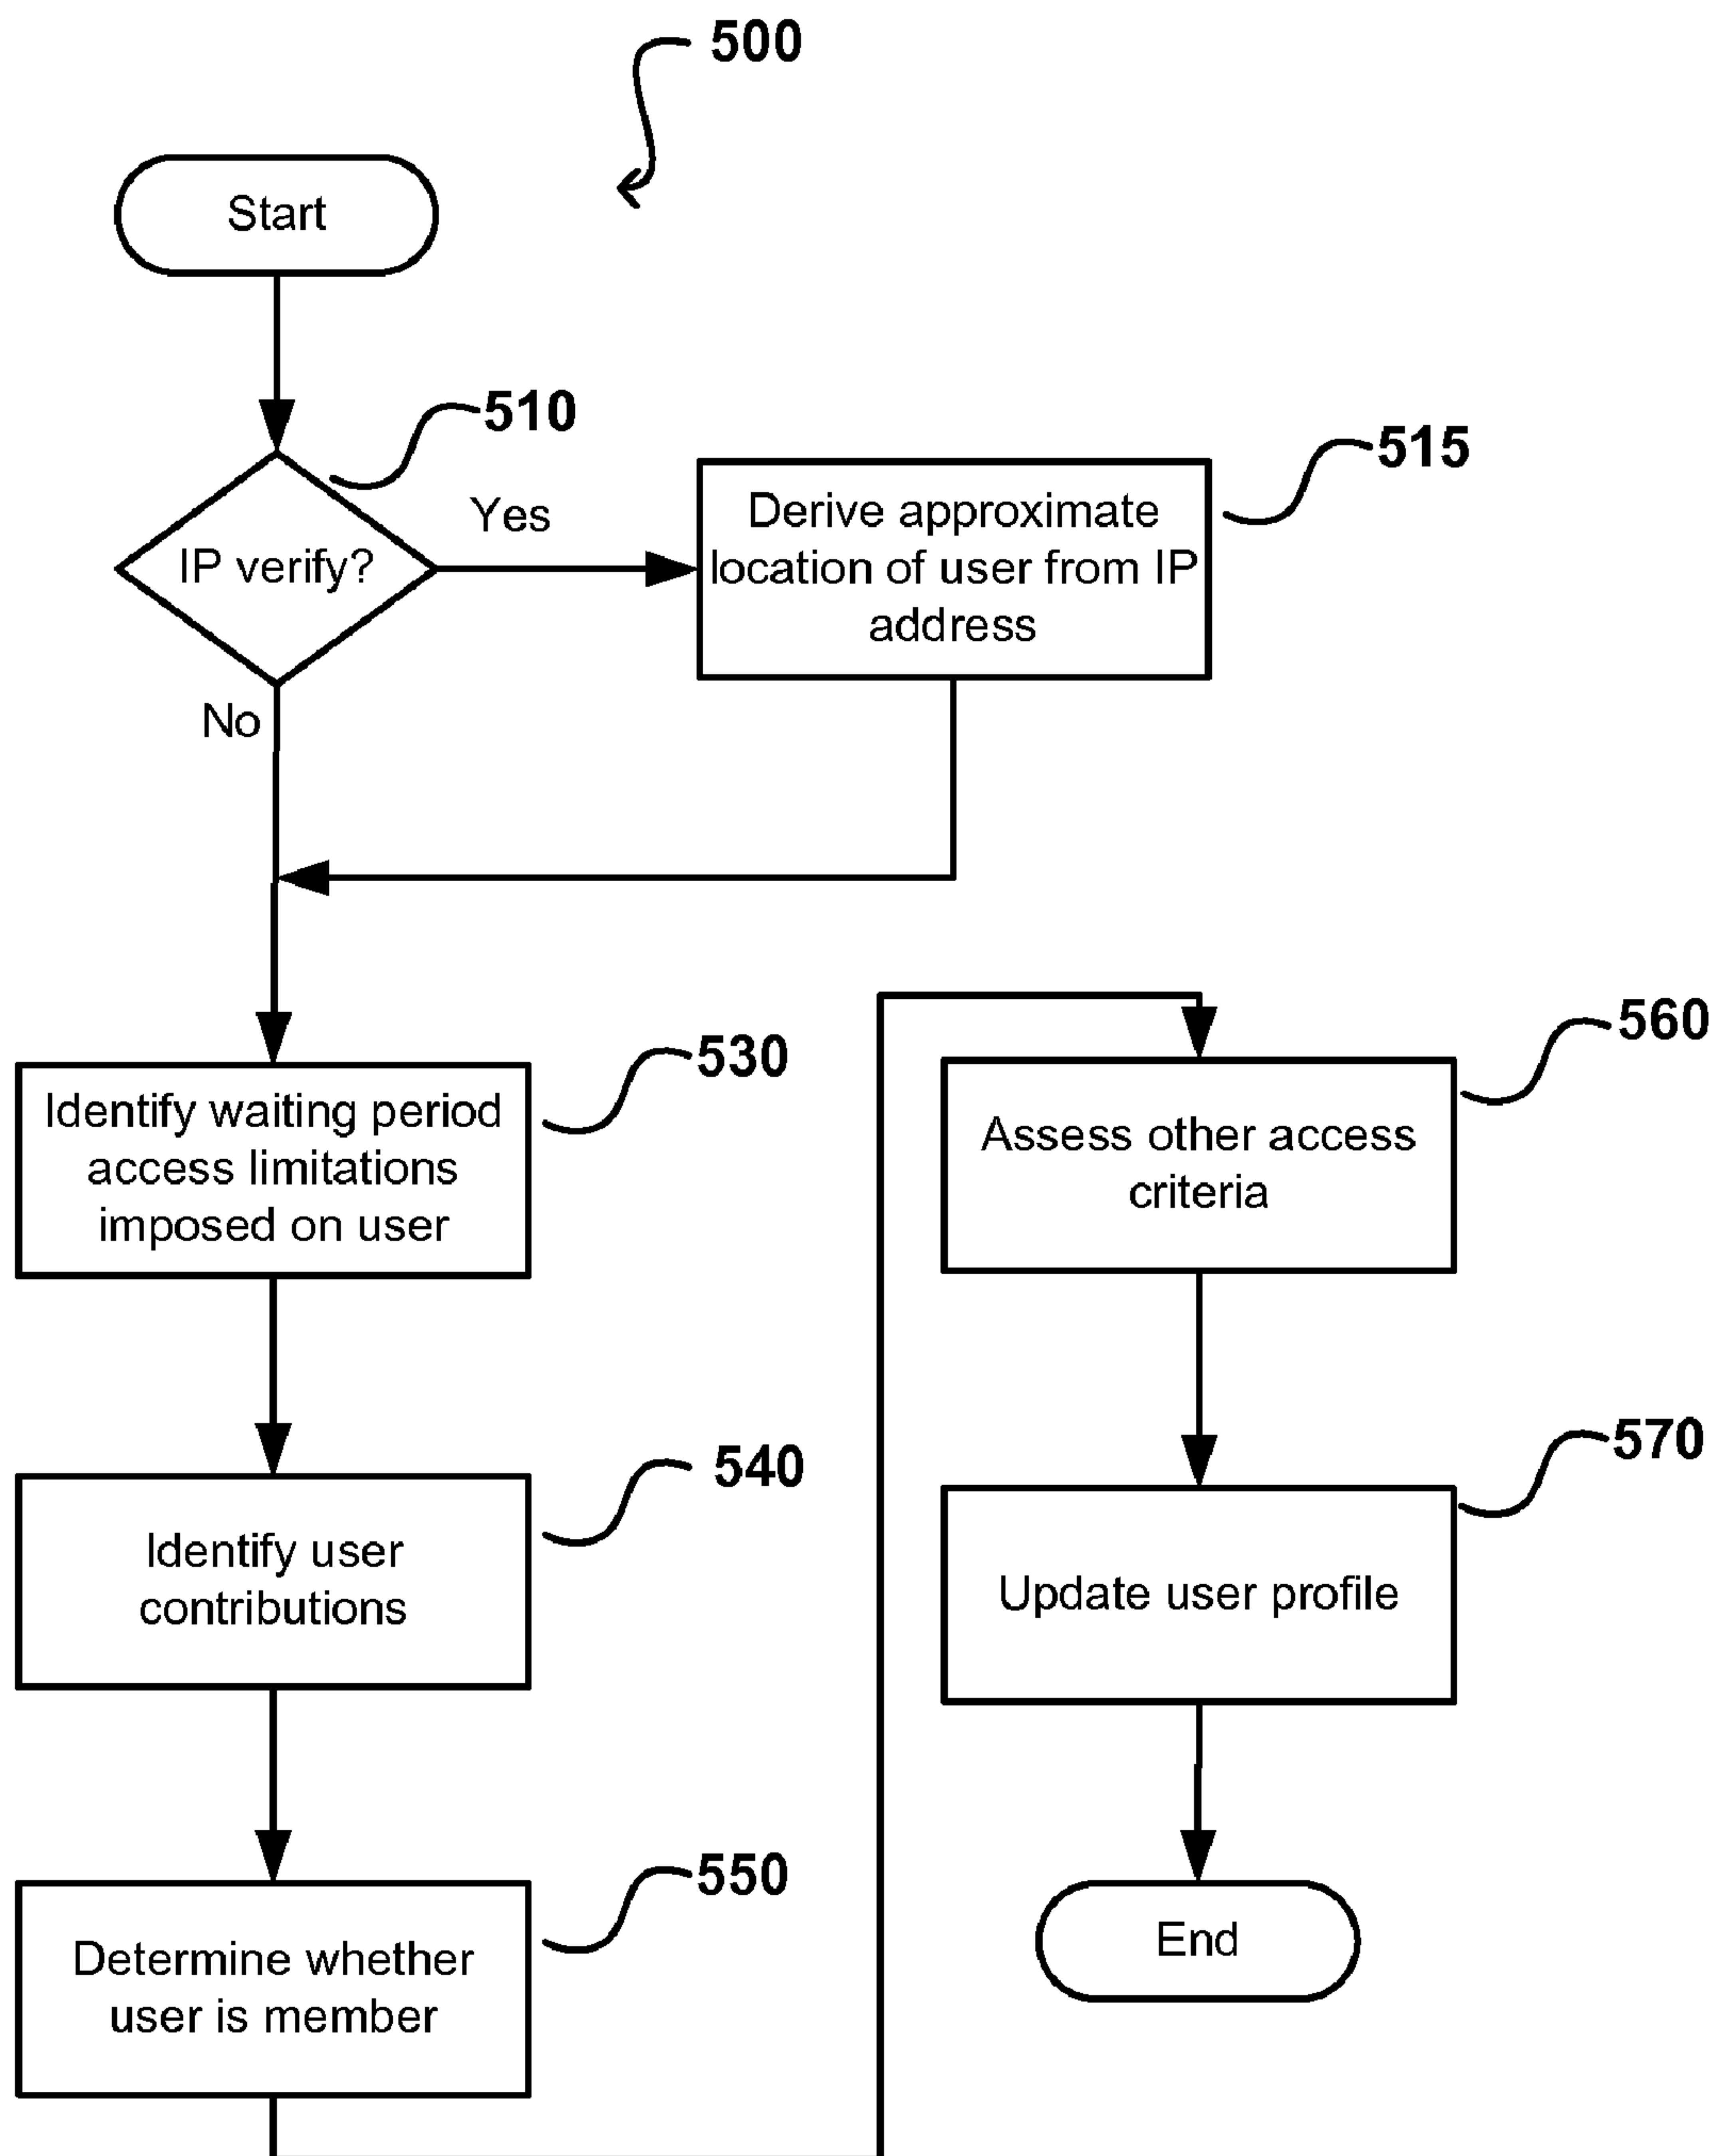 500
Start
510
IP verify?
Yes
No
515
Derive approximate
location of user from IP
address
530
Identify waiting period
access limitations
imposed on user
540
Identify user
contributions
550
Determine whether
user is member
560
Assess other access
criteria
570
Update user profile
End